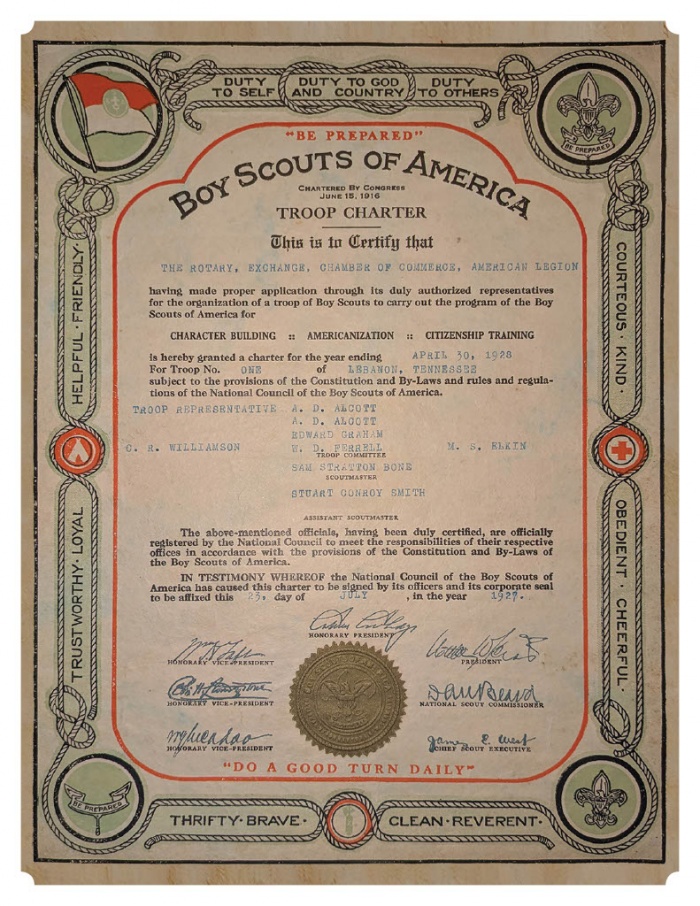 DUTY TO SELF
DUTY TO GOD AND COUNTRY
DUTY TO OTHERS
BE PREPARED
"BE PREPARED"
BOY SCOUTS OF AMERICA
CHARTERED BY CONGRESS
JUNE 15, 1916
TROOP CHARTER
This is to Certify that
THE ROTARY, EXCHANGE, CHAMBER OF COMMERCE, AMERICAN LEGION
having made proper application through its duly authorized representatives
for the organization of a troop of Boy Scouts to carry out the program of the Boy
Scouts of America for
CHARACTER BUILDING :: AMERICANIZATION :: CITIZENSHIP TRAINING
is hereby granted a charter for the year ending APRIL 30, 1928
For Troop No. ONE of LEBANON, TENNESSEE
subject to the provisions of the Constitution and By-Laws and rules and regula-
tions of the National Council of the Boy Scouts of America.
TROOP REPRESENTATIVE A. D. ALCOTT
A. D. ALCOTT
EDWARD GRAHAM
C. R. WILLIAMSON W. D. FERRELL M. S. ELKIN
TROOP COMMITTEE
SAM STRATTON BONE
SCOUTMASTER
STUART CONROY SMITH
ASSISTANT SCOUTMASTER
The above-mentioned officials, having been duly certified, are officially
registered by the National Council to meet the responsibilities of their respective
offices in accordance with the provisions of the Constitution and By-Laws of
the Boy Scouts of America.
IN TESTIMONY WHEREOF the National Council of the Boy Scouts of
America has caused this charter to be signed by its officers and its corporate seal
to be affixed this 23. day of JULY , in the year 1927.
Calvin Coolidge
HONORARY PRESIDENT
Wm H Taft
HONORARY VICE-PRESIDENT
PRESIDENT
HONORARY VICE-PRESIDENT
Dan Beard
NATIONAL SCOUT COMMISSIONER
W G McAdoo
HONORARY VICE-PRESIDENT
James E. West
CHIEF SCOUT EXECUTIVE
"DO A GOOD TURN DAILY"
HELPFUL · FRIENDLY ·
COURTEOUS · KIND ·
TRUSTWORTHY · LOYAL
OBEDIENT · CHEERFUL ·
BE PREPARED
THRIFTY · BRAVE ·
CLEAN · REVERENT ·